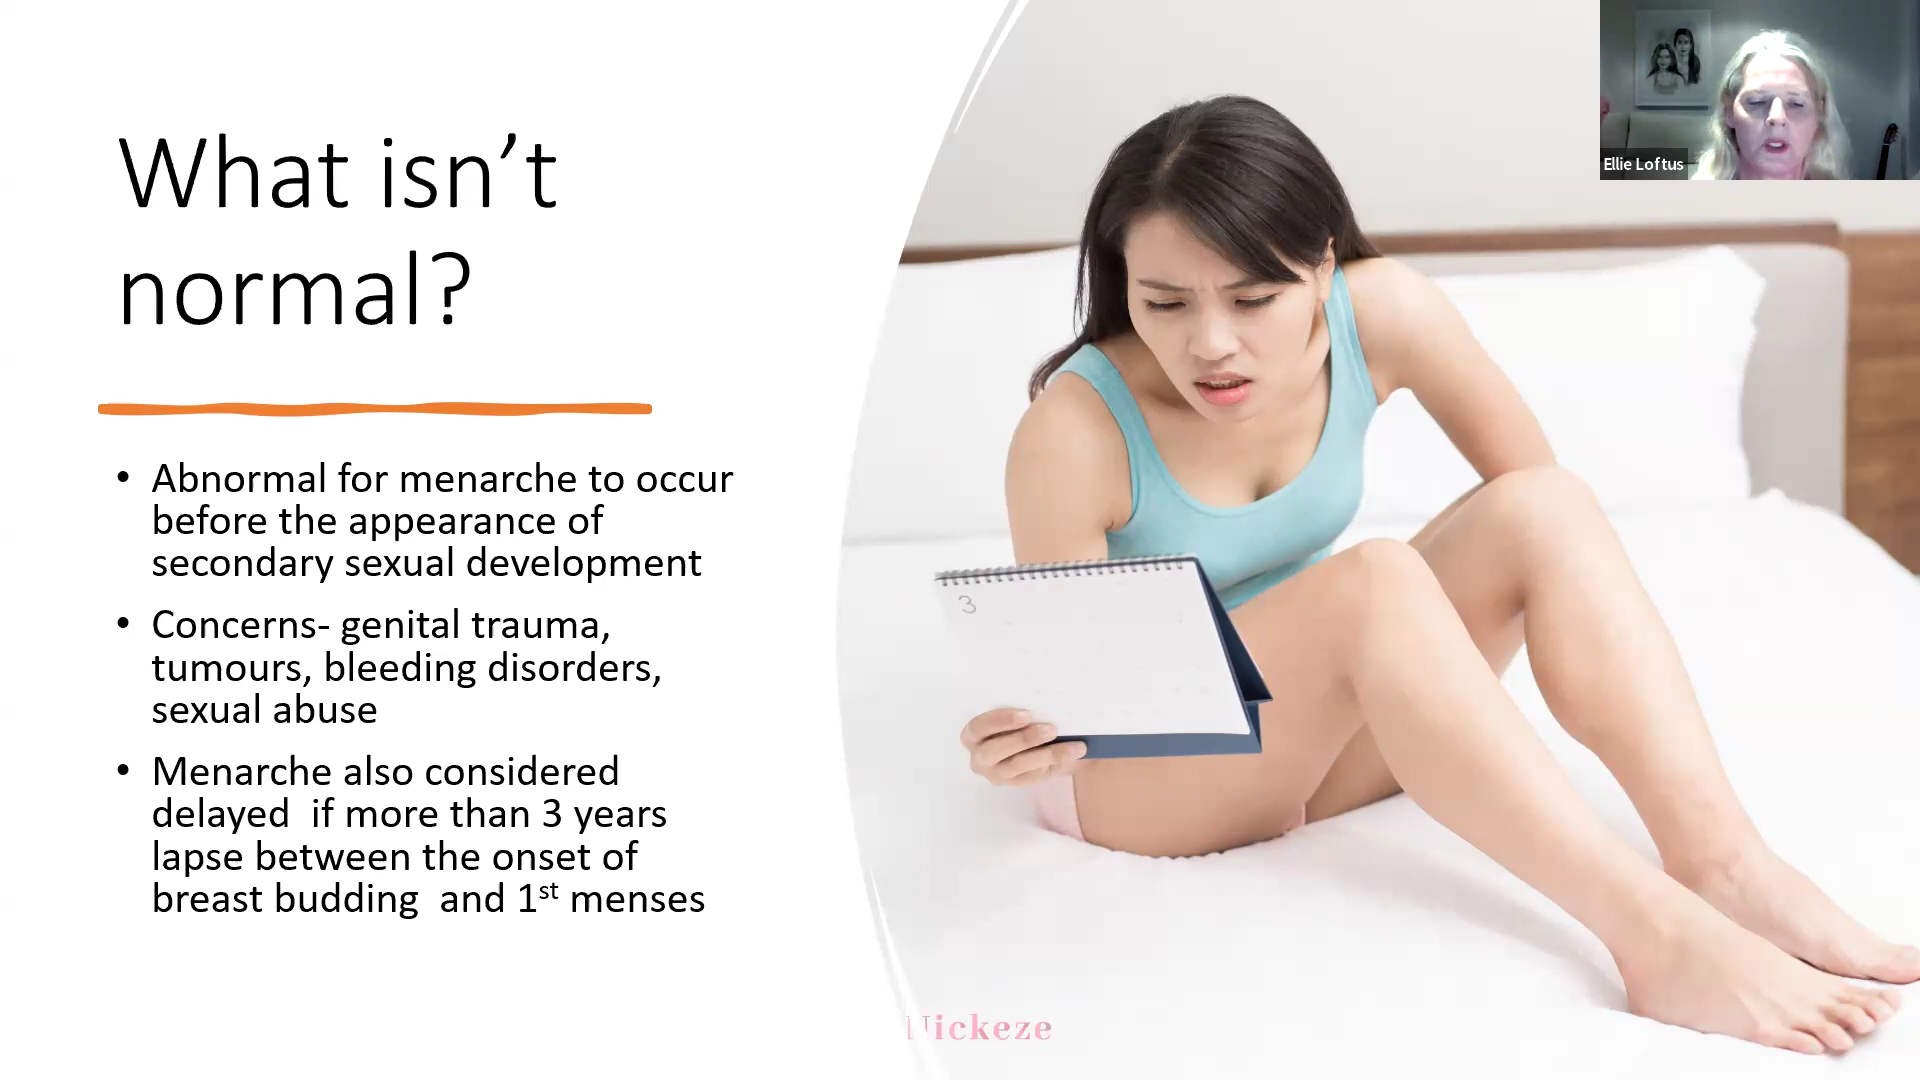 What isn't
normal?
• Abnormal for menarche to occur
before the appearance of
secondary sexual development
• Concerns- genital trauma,
tumours, bleeding disorders,
sexual abuse
• Menarche also considered
delayed  if more than 3 years
lapse between the onset of
breast budding  and 1st menses
Ellie Loftus
3